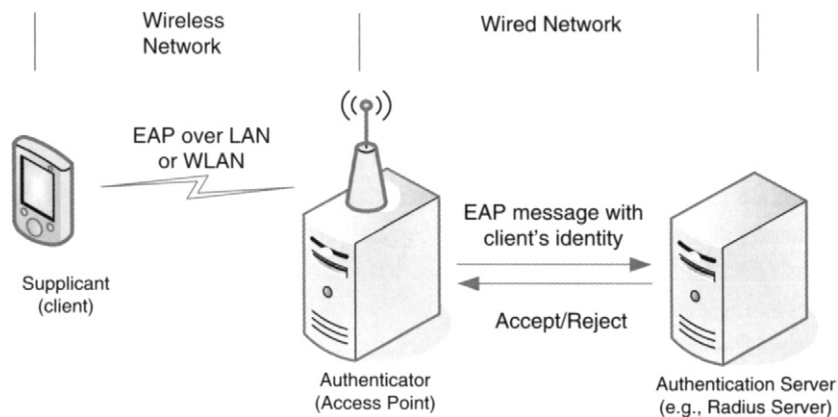 Wireless
Network
Wired Network
EAP over LAN
or WLAN
EAP message with
client's identity
Accept/Reject
Supplicant
(client)
Authenticator
(Access Point)
Authentication Server
(e.g., Radius Server)